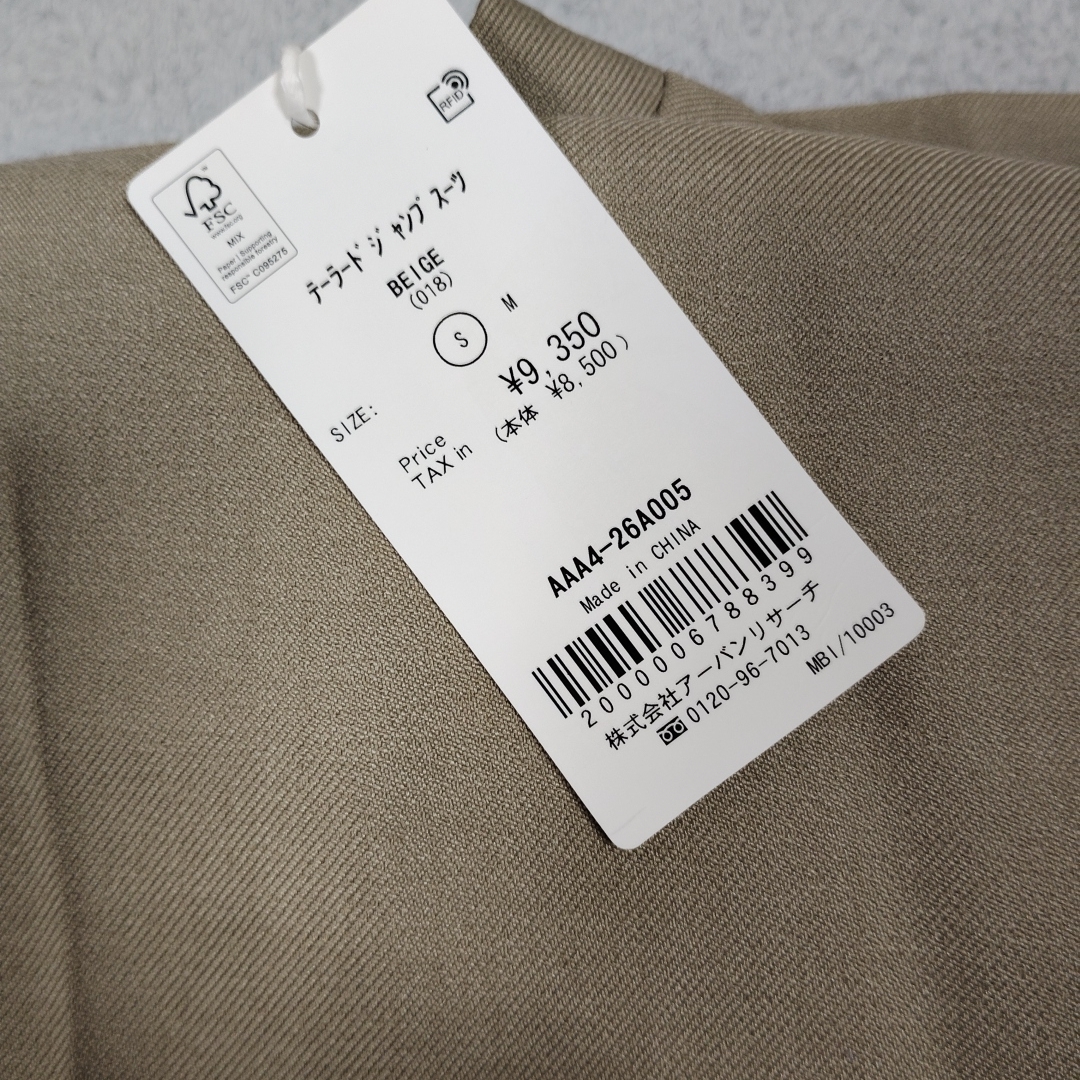 RFID
FSC
www.fsc.org
MIX
Paper | Supporting
responsible forestry
FSC™ C095275
ﾃｰﾗｰﾄﾞ ｼﾞｬﾝﾌﾟ ｽｰﾂ
BEIGE
(018)
SIZE: S M
Price ¥9,350
TAX in (本体 ¥8,500)
AAA4-26A005
Made in CHINA
2000006788399
株式会社アーバンリサーチ
0120-96-7013
MBI/10003